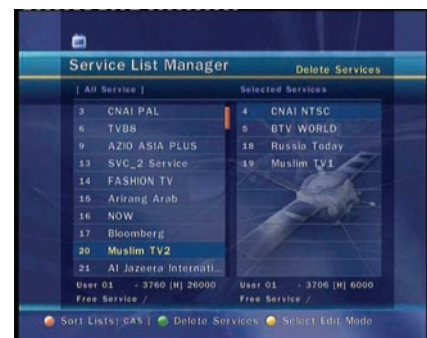 Service List Manager
Delete Services
[ All Service ]
3 CNAI PAL
6 TVBS
9 AZIO ASIA PLUS
13 SVC_2 Service
14 FASHION TV
15 Arirang Arab
16 NOW
17 Bloomberg
20 Muslim TV2
21 Al Jazeera Internati...
User 01 - 3760 [H] 26000
Free Service /
Selected Services
4 CNAI NTSC
5 BTV WORLD
18 Russia Today
19 Muslim TV1
User 01 - 3706 [H] 6000
Free Service /
Sort Lists[ CAS ] Delete Services Select Edit Mode